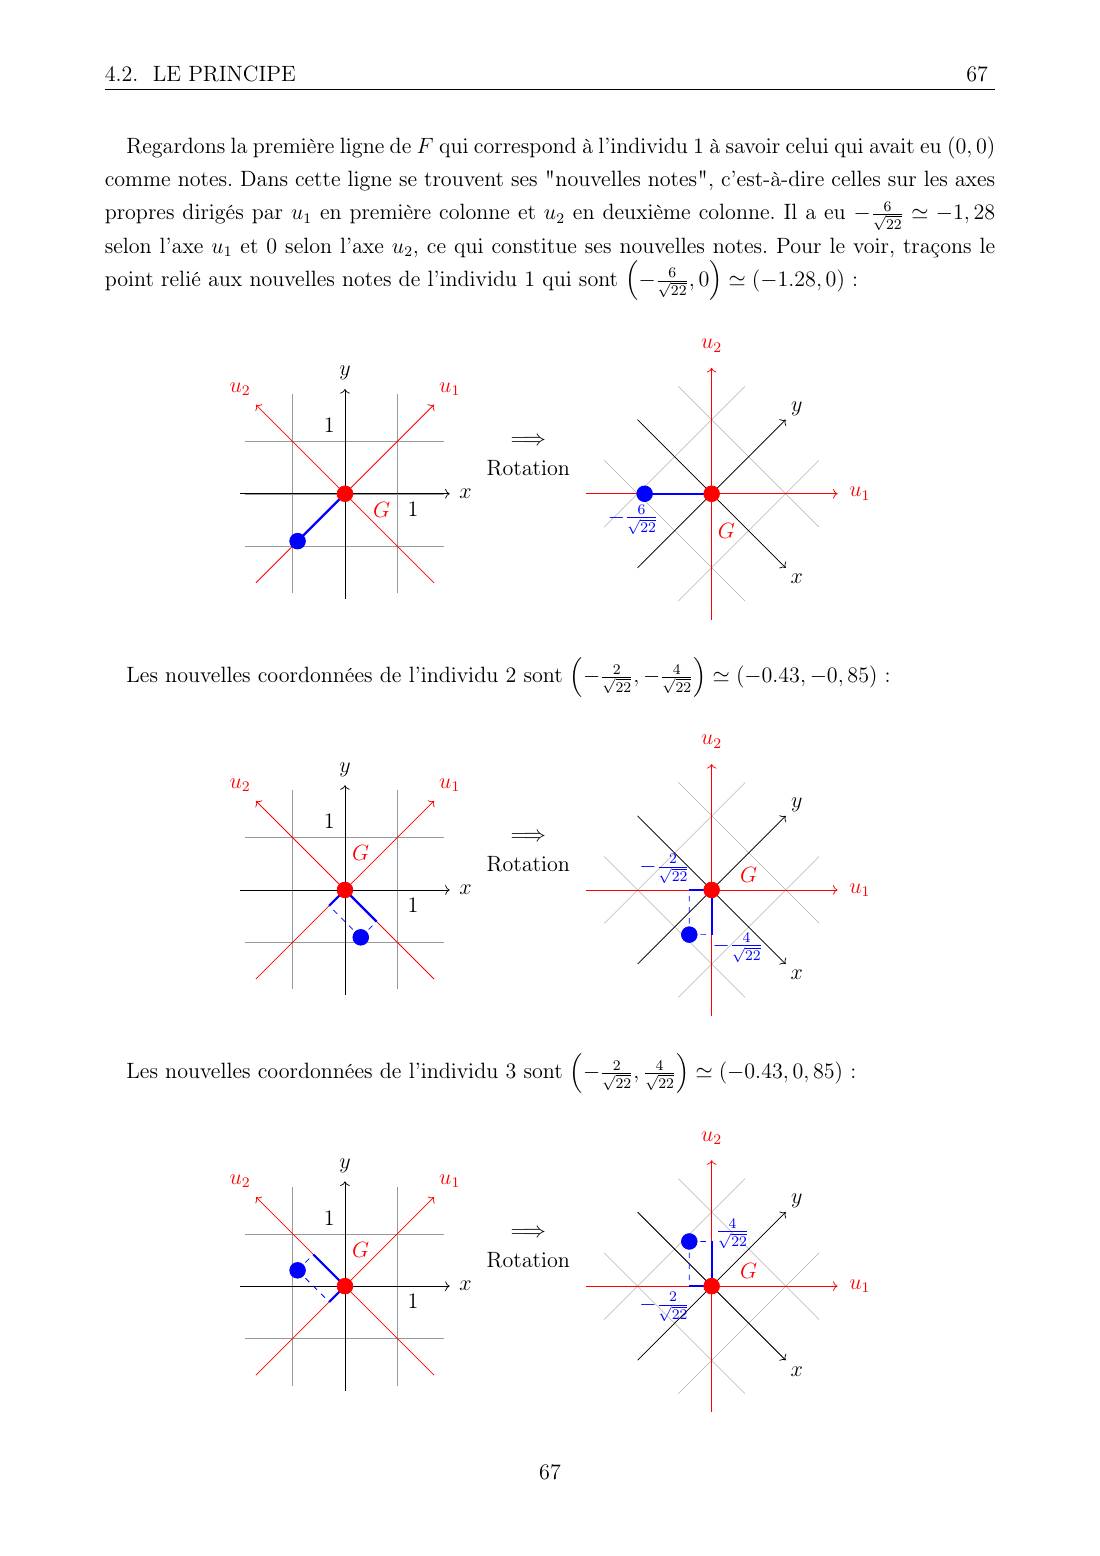 4.2. LE PRINCIPE 67
Regardons la première ligne de F qui correspond à l'individu 1 à savoir celui qui avait eu (0, 0)
comme notes. Dans cette ligne se trouvent ses "nouvelles notes", c'est-à-dire celles sur les axes
propres dirigés par u₁ en première colonne et u₂ en deuxième colonne. Il a eu −6/√22 ≃ −1, 28
selon l'axe u₁ et 0 selon l'axe u₂, ce qui constitue ses nouvelles notes. Pour le voir, traçons le
point relié aux nouvelles notes de l'individu 1 qui sont (−6/√22, 0) ≃ (−1.28, 0) :
u₂
y
u₂ u₁
y
1
⟹
Rotation
x u₁
G 1
−6/√22
G
x
Les nouvelles coordonnées de l'individu 2 sont (−2/√22, −4/√22) ≃ (−0.43, −0, 85) :
u₂
y
u₂ u₁
y
1
⟹
G
Rotation
−2/√22
G
x u₁
1
−4/√22
x
Les nouvelles coordonnées de l'individu 3 sont (−2/√22, 4/√22) ≃ (−0.43, 0, 85) :
u₂
y
u₂ u₁
y
1
⟹
4/√22
G
Rotation
G
x u₁
1
−2/√22
x
67